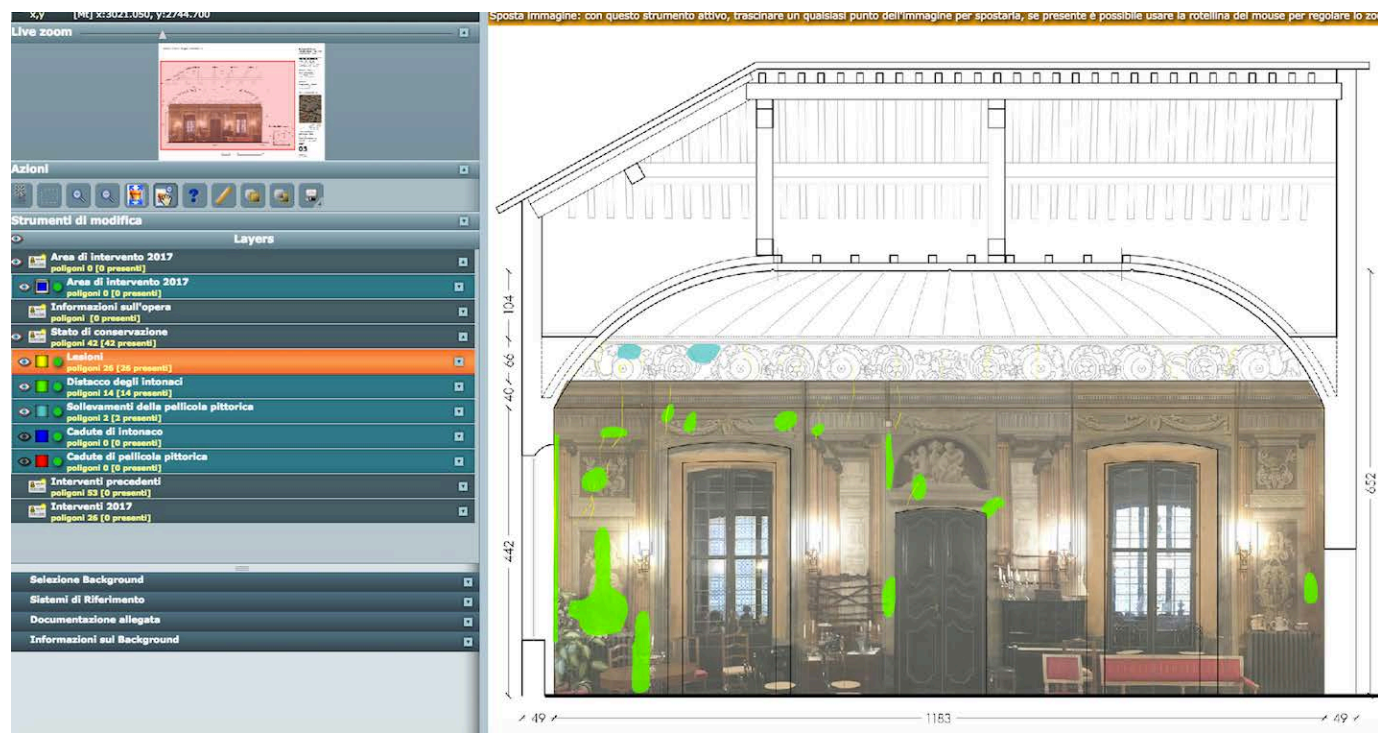 x,y [Mt] x:3021.050, y:2744.700
Sposta immagine: con questo strumento attivo, trascinare un qualsiasi punto dell'immagine per spostarla, se presente è possibile usare la rotellina del mouse per regolare lo zoo
Live zoom
03
Azioni
Strumenti di modifica
Layers
Area di intervento 2017
poligoni 0 [0 presenti]
Area di intervento 2017
poligoni 0 [0 presenti]
Informazioni sull'opera
poligoni [0 presenti]
Stato di conservazione
poligoni 42 [42 presenti]
Lesioni
poligoni 26 [26 presenti]
Distacco degli intonaci
poligoni 14 [14 presenti]
Sollevamenti della pellicola pittorica
poligoni 2 [2 presenti]
Cadute di intonaco
poligoni 0 [0 presenti]
Cadute di pellicola pittorica
poligoni 0 [0 presenti]
Interventi precedenti
poligoni 53 [0 presenti]
Interventi 2017
poligoni 26 [0 presenti]
Selezione Background
Sistemi di Riferimento
Documentazione allegata
Informazioni sul Background
104
66
40
442
652
49
1183
49